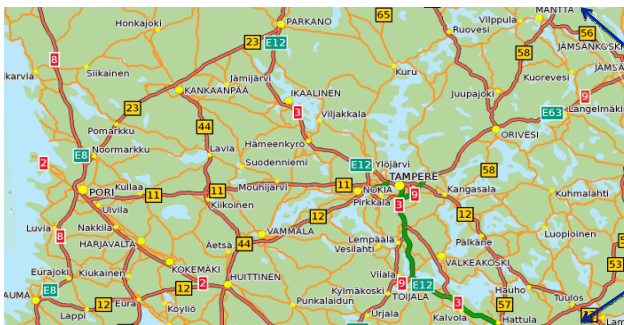 65
MÄNTTÄ
Honkajoki
PARKANO
Vilppula
Ruovesi
56
23
E12
JÄMSÄNKOSKI
8
58
Siikainen
Kuru
Kuorevesi
Jämijärvi
KANKAANPÄÄ
IKAALINEN
Juupajoki
9
23
3
Viljakkala
E63
Längelmäki
Pomarkku
44
ORIVESI
Noormarkku
Lavia
Hämeenkyrö
E8
2
Suodenniemi
E12
Ylöjärvi
58
Kullaa
Mouhijärvi
TAMPERE
PORI
11
11
11
NOKIA
9
Kangasala
Kuhmalahti
Ulvila
Kiikoinen
Pirkkala
3
12
12
Luvia
Nakkila
8
HARJAVALTA
VAMMALA
Lempäälä
Pälkäne
Luopioinen
Äetsä
44
Vesilahti
VALKEAKOSKI
53
Eurajoki
Kiukainen
KOKEMÄKI
HUITTINEN
Viiala
9
E12
Hauho
E8
12
2
Kylmäkoski
TOIJALA
3
57
Tuulos
12
Eura
Köyliö
Punkalaidun
Lappi
Urjala
Kalvola
Hattula